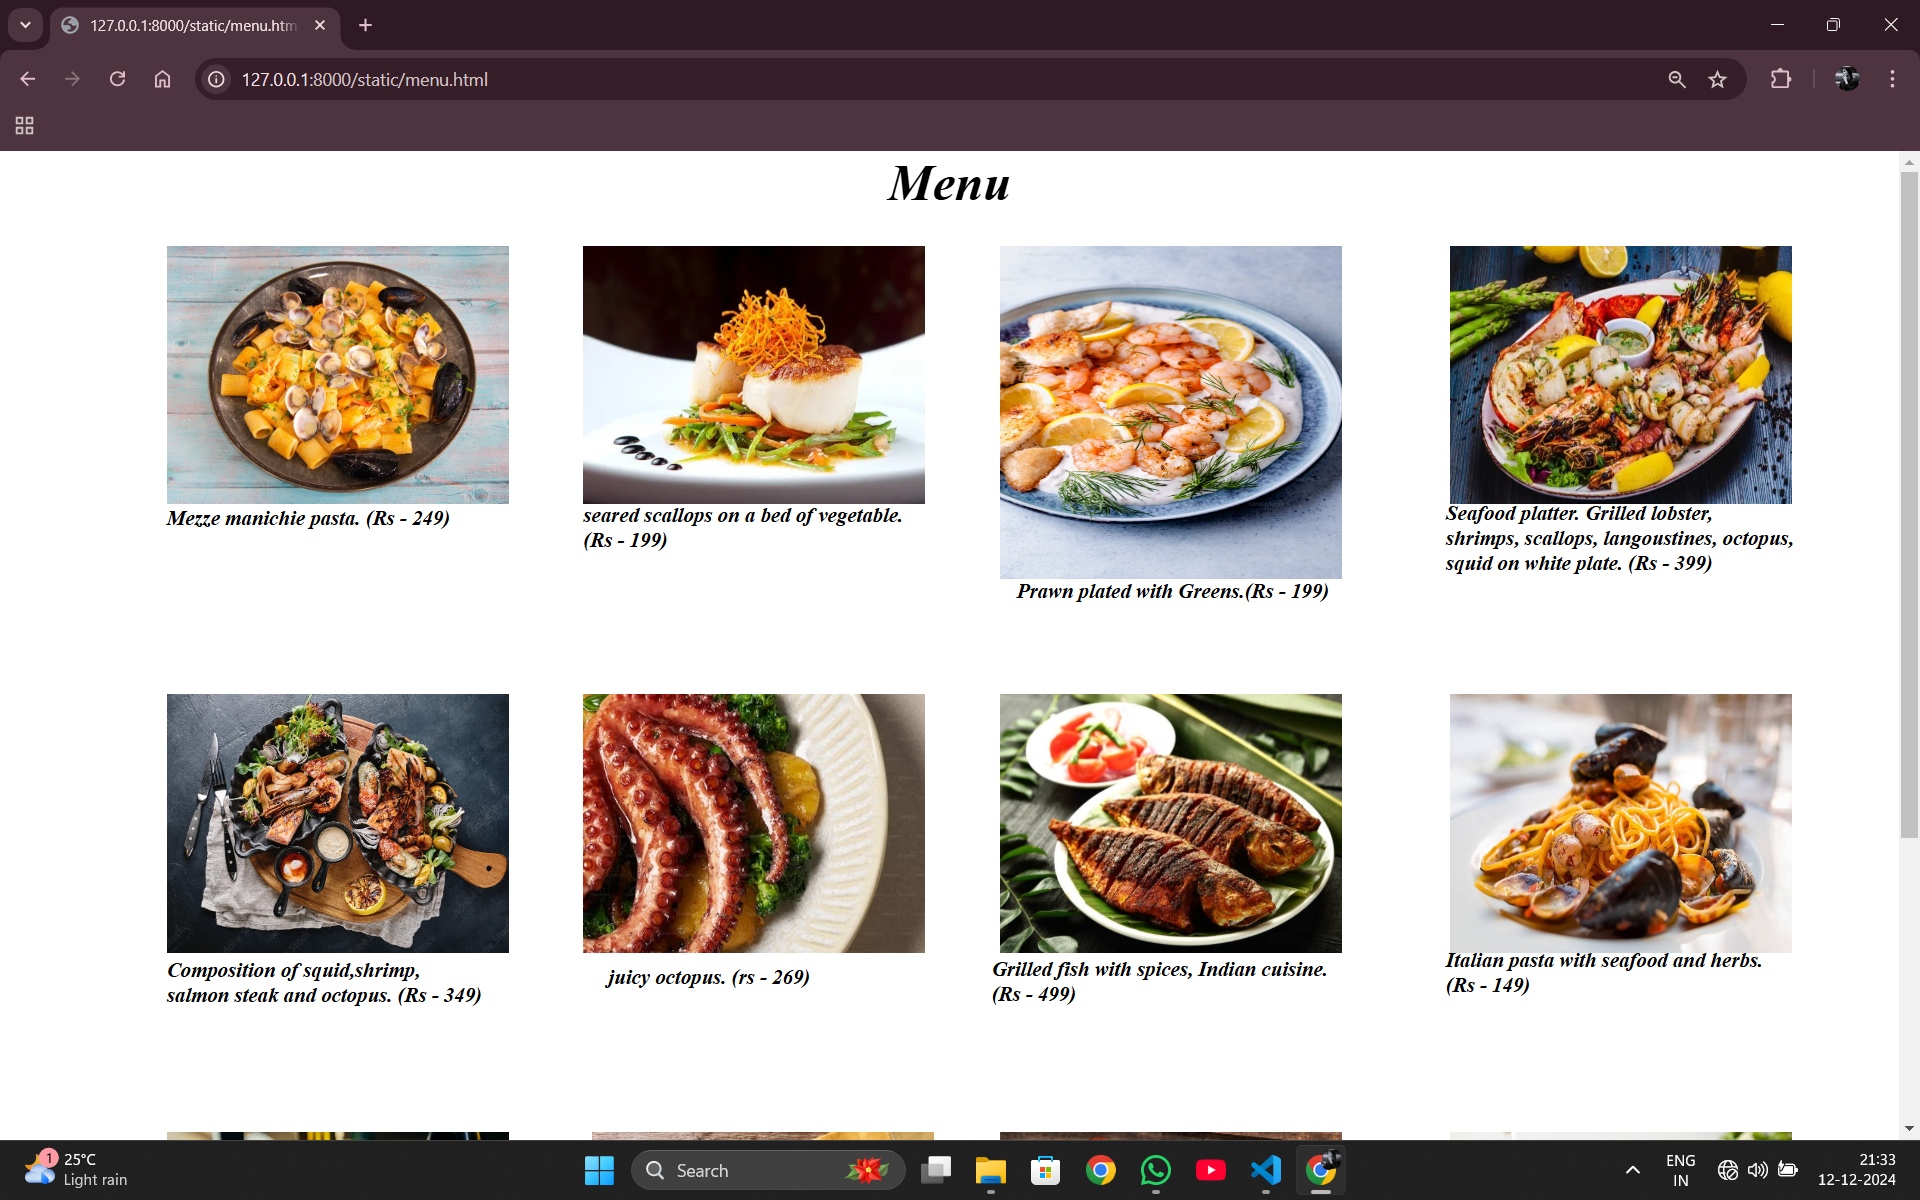 127.0.0.1:8000/static/menu.htm
127.0.0.1:8000/static/menu.html
Menu
Mezze manichie pasta. (Rs - 249)
seared scallops on a bed of vegetable.
(Rs - 199)
Prawn plated with Greens.(Rs - 199)
Seafood platter. Grilled lobster,
shrimps, scallops, langoustines, octopus,
squid on white plate. (Rs - 399)
Composition of squid,shrimp,
salmon steak and octopus. (Rs - 349)
juicy octopus. (rs - 269)
Grilled fish with spices, Indian cuisine.
(Rs - 499)
Italian pasta with seafood and herbs.
(Rs - 149)
1
25°C
Light rain
Search
ENG
IN
21:33
12-12-2024